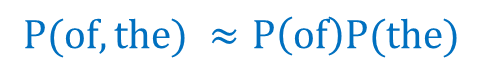 P(of, the) ≈ P(of)P(the)